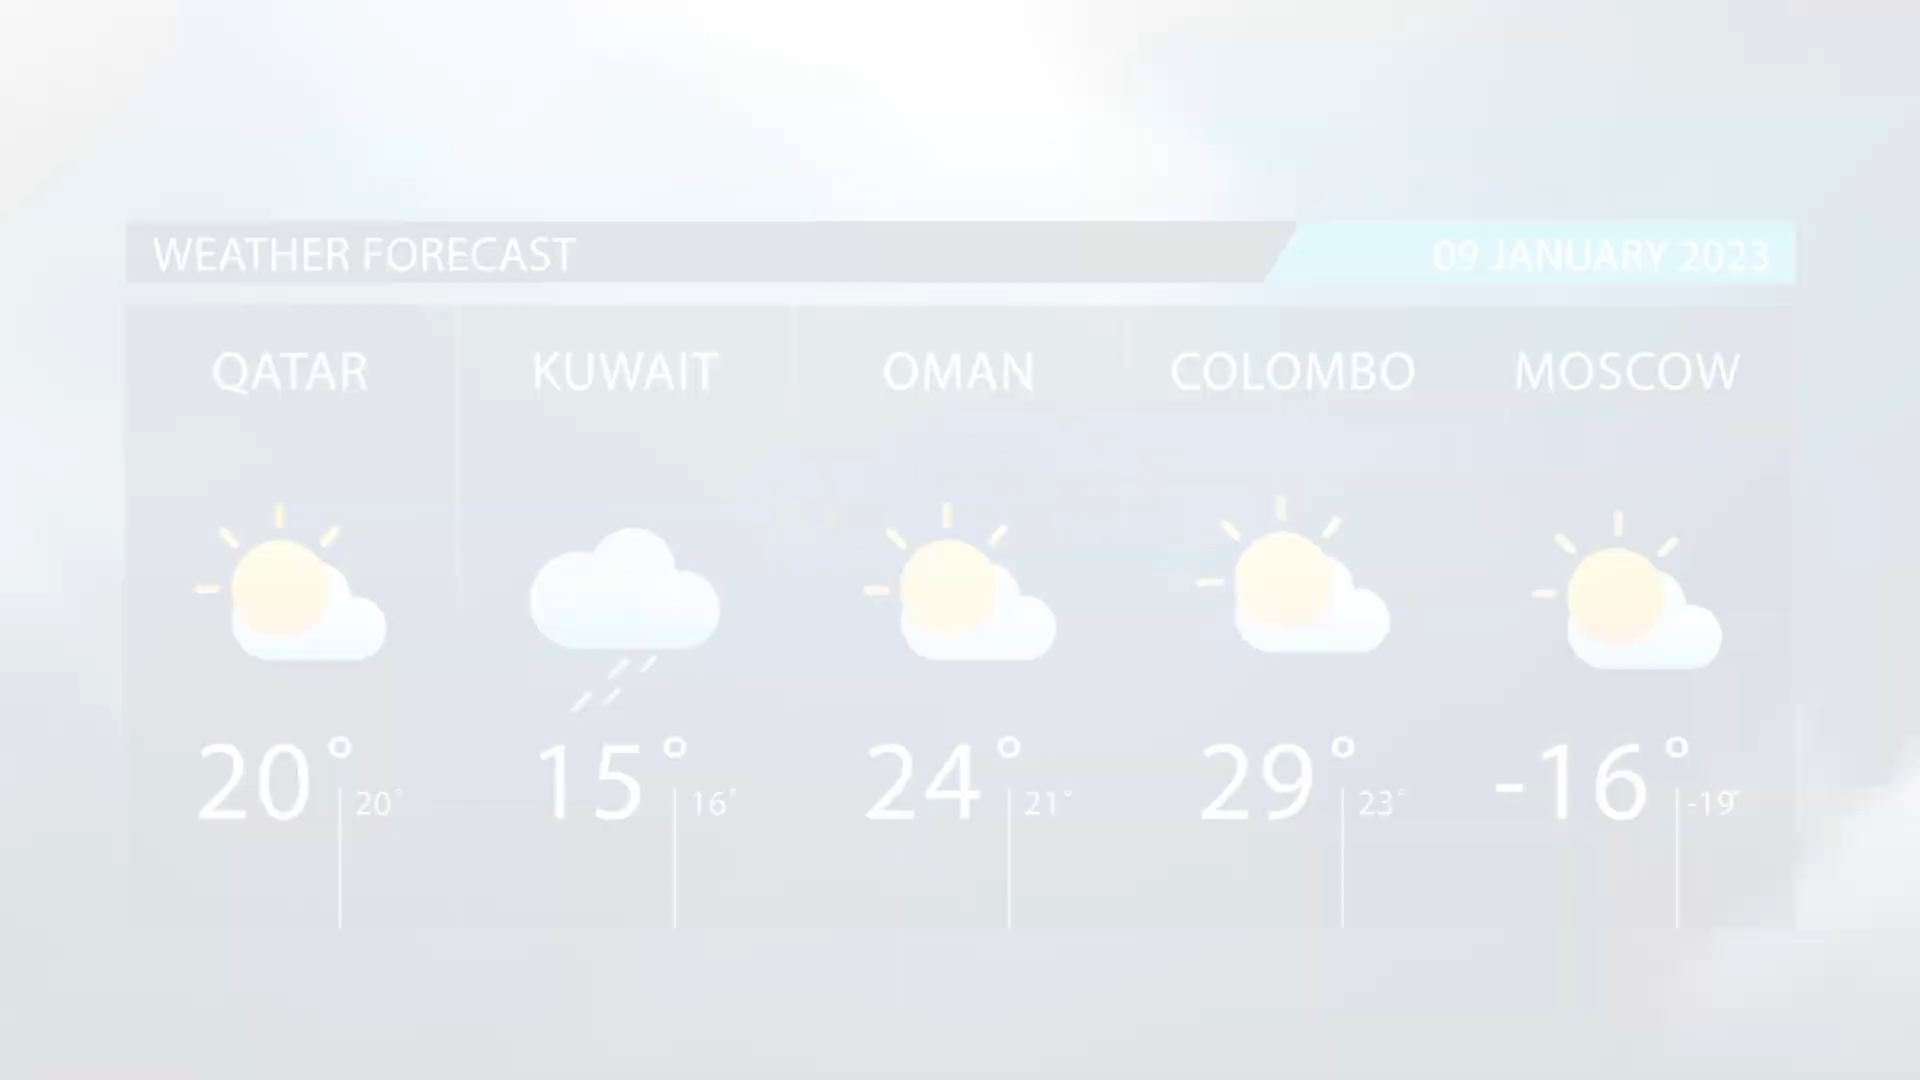 WEATHER FORECAST
09 JANUARY 2023
QATAR KUWAIT OMAN COLOMBO MOSCOW
20° 20° 15° 16° 24° 21° 29° 23° -16° -19°